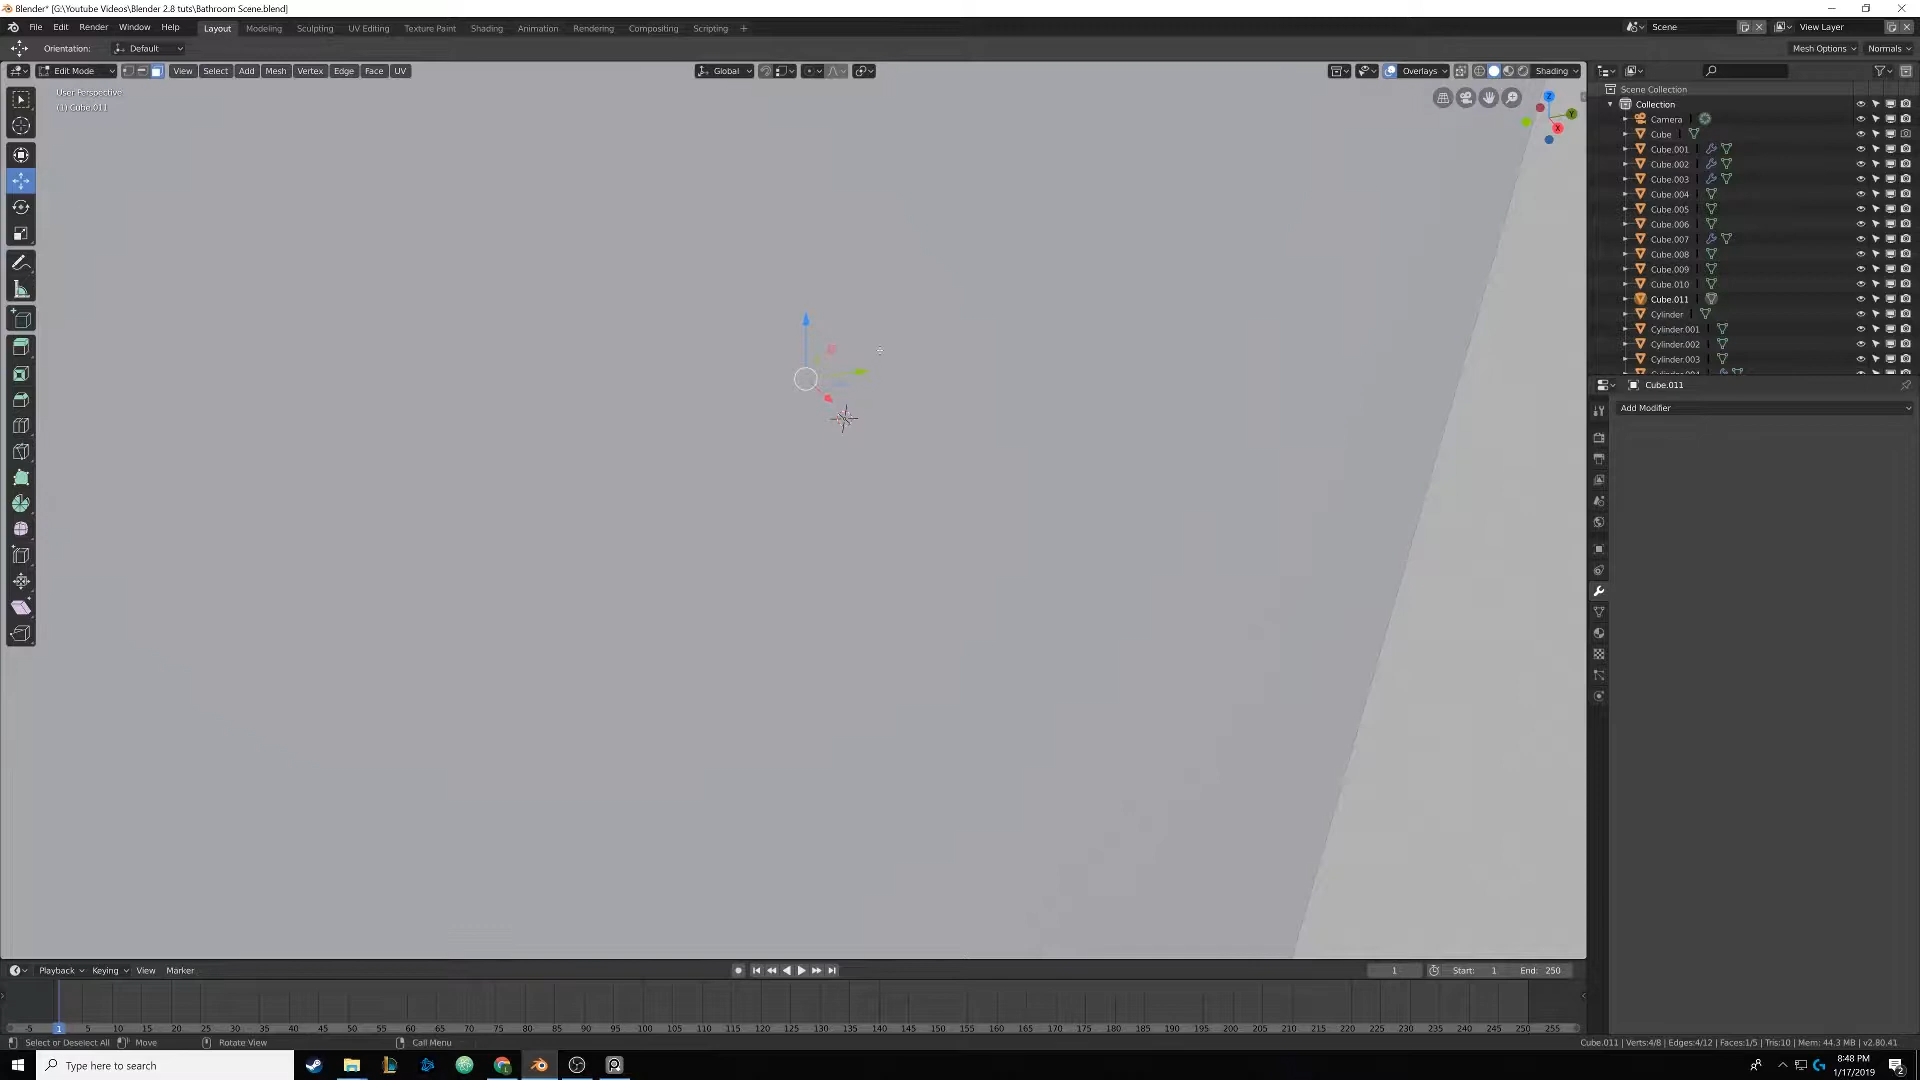 Blender* [G:\Youtube Videos\Blender 2.8 tuts\Bathroom Scene.blend]
File Edit Render Window Help Layout Modeling Sculpting UV Editing Texture Paint Shading Animation Rendering Compositing Scripting + Scene View Layer
Orientation: Default Mesh Options Normals
Edit Mode View Select Add Mesh Vertex Edge Face UV Global Overlays Shading
User Perspective
(1) Cube.011
Z
Y
X
Scene Collection
Collection
Camera
Cube
Cube.001
Cube.002
Cube.003
Cube.004
Cube.005
Cube.006
Cube.007
Cube.008
Cube.009
Cube.010
Cube.011
Cylinder
Cylinder.001
Cylinder.002
Cylinder.003
Cube.011
Add Modifier
Playback Keying View Marker 1 Start: 1 End: 250
-5 1 5 10 15 20 25 30 35 40 45 50 55 60 65 70 75 80 85 90 95 100 105 110 115 120 125 130 135 140 145 150 155 160 165 170 175 180 185 190 195 200 205 210 215 220 225 230 235 240 245 250 255
Select or Deselect All Move Rotate View Call Menu Cube.011 | Verts:4/8 | Edges:4/12 | Faces:1/5 | Tris:10 | Mem: 44.3 MB | v2.80.41
Type here to search
8:48 PM
1/17/2019
2